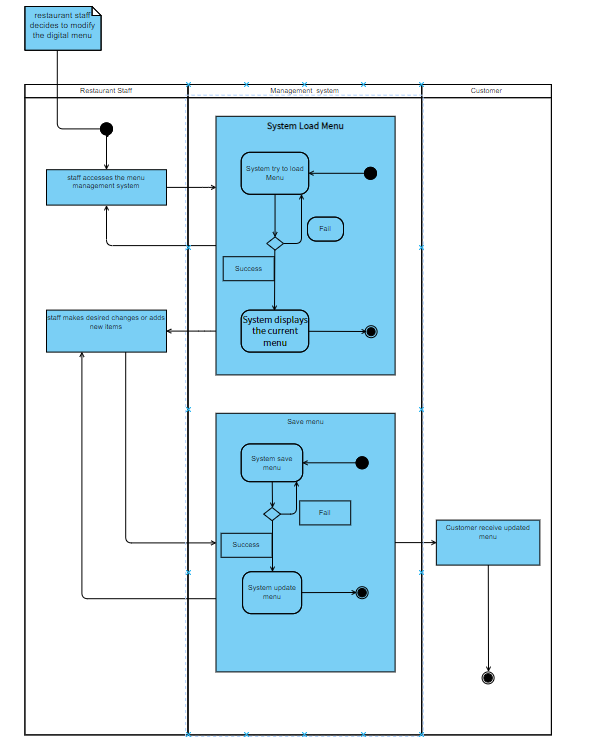 restaurant staff
decides to modify
the digital menu
Restaurant Staff
Management system
Customer
System Load Menu
System try to load
Menu
staff accesses the menu
management system
Fail
Success
System displays
the current
menu
staff makes desired changes or adds
new items
Save menu
System save
menu
Fail
Success
System update
menu
Customer receive updated
menu